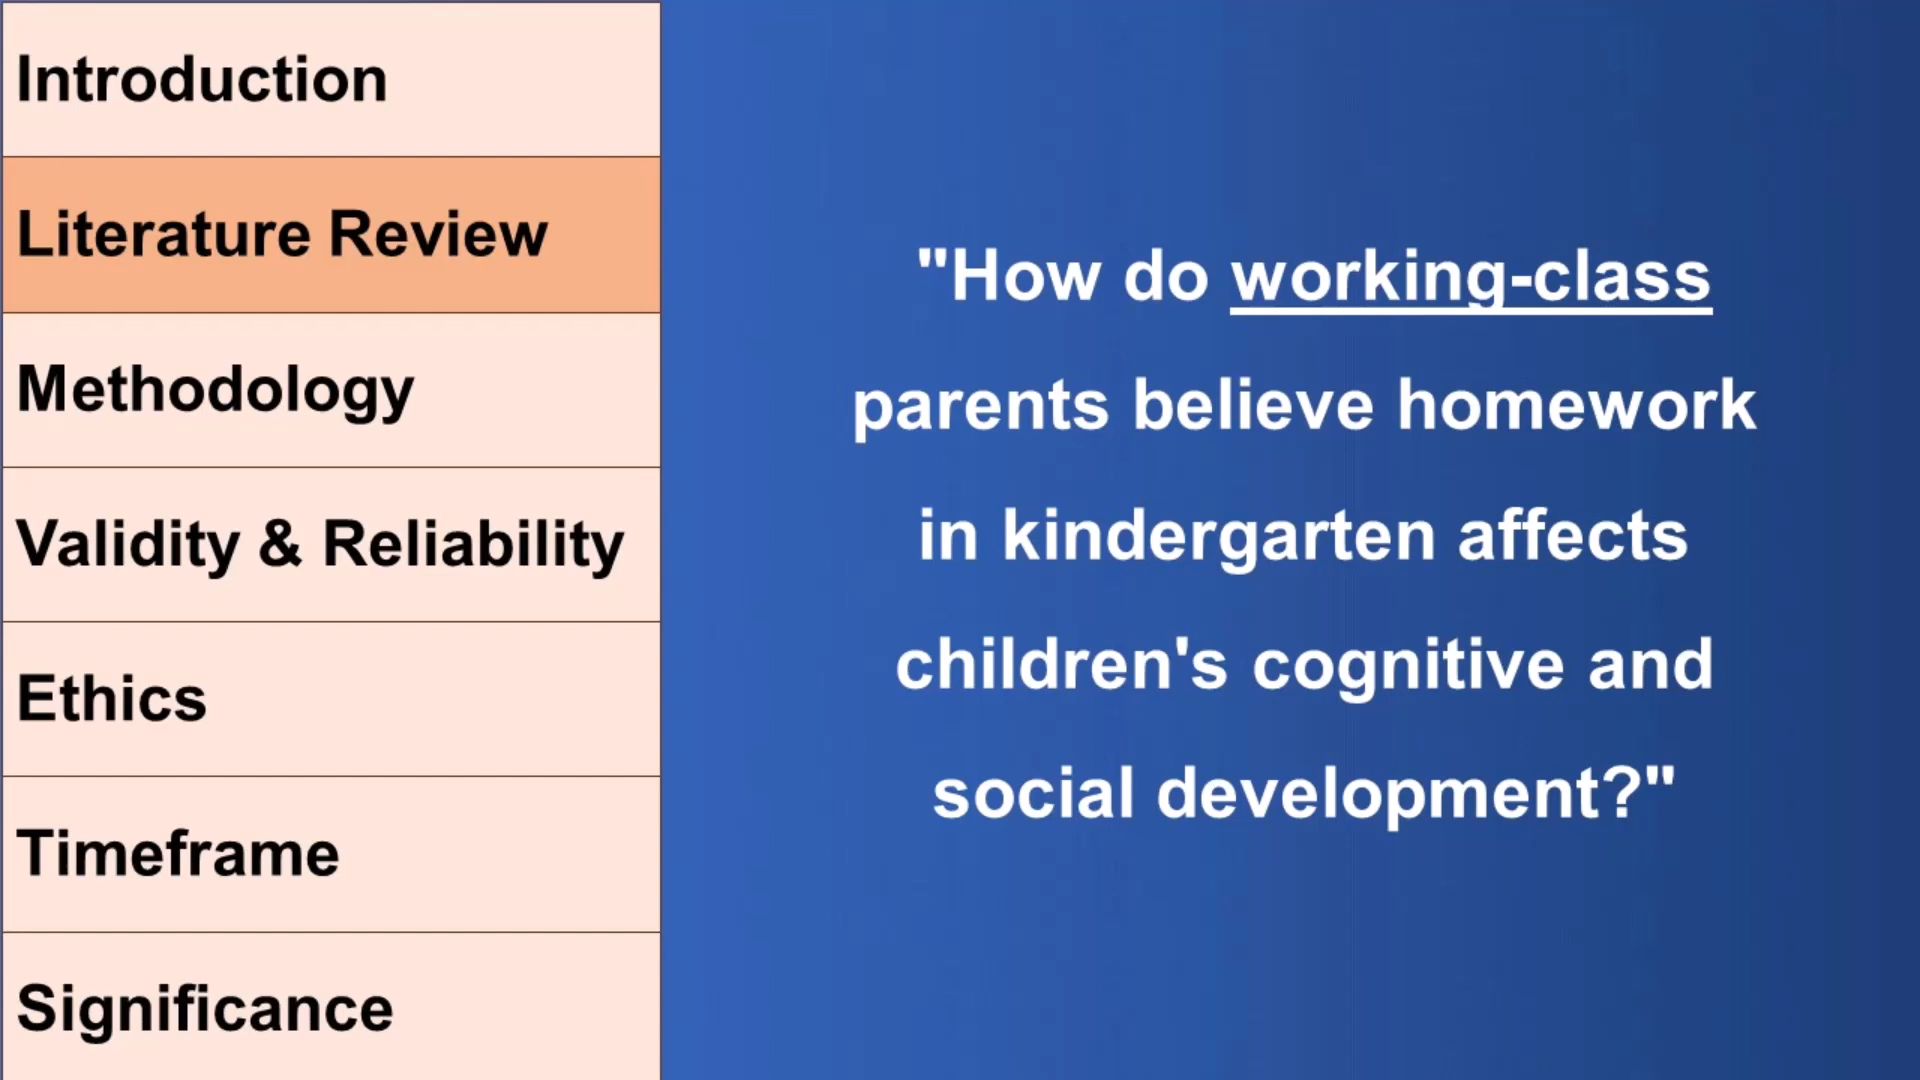 Introduction
Literature Review
Methodology
Validity & Reliability
Ethics
Timeframe
Significance
"How do working-class
parents believe homework
in kindergarten affects
children's cognitive and
social development?"